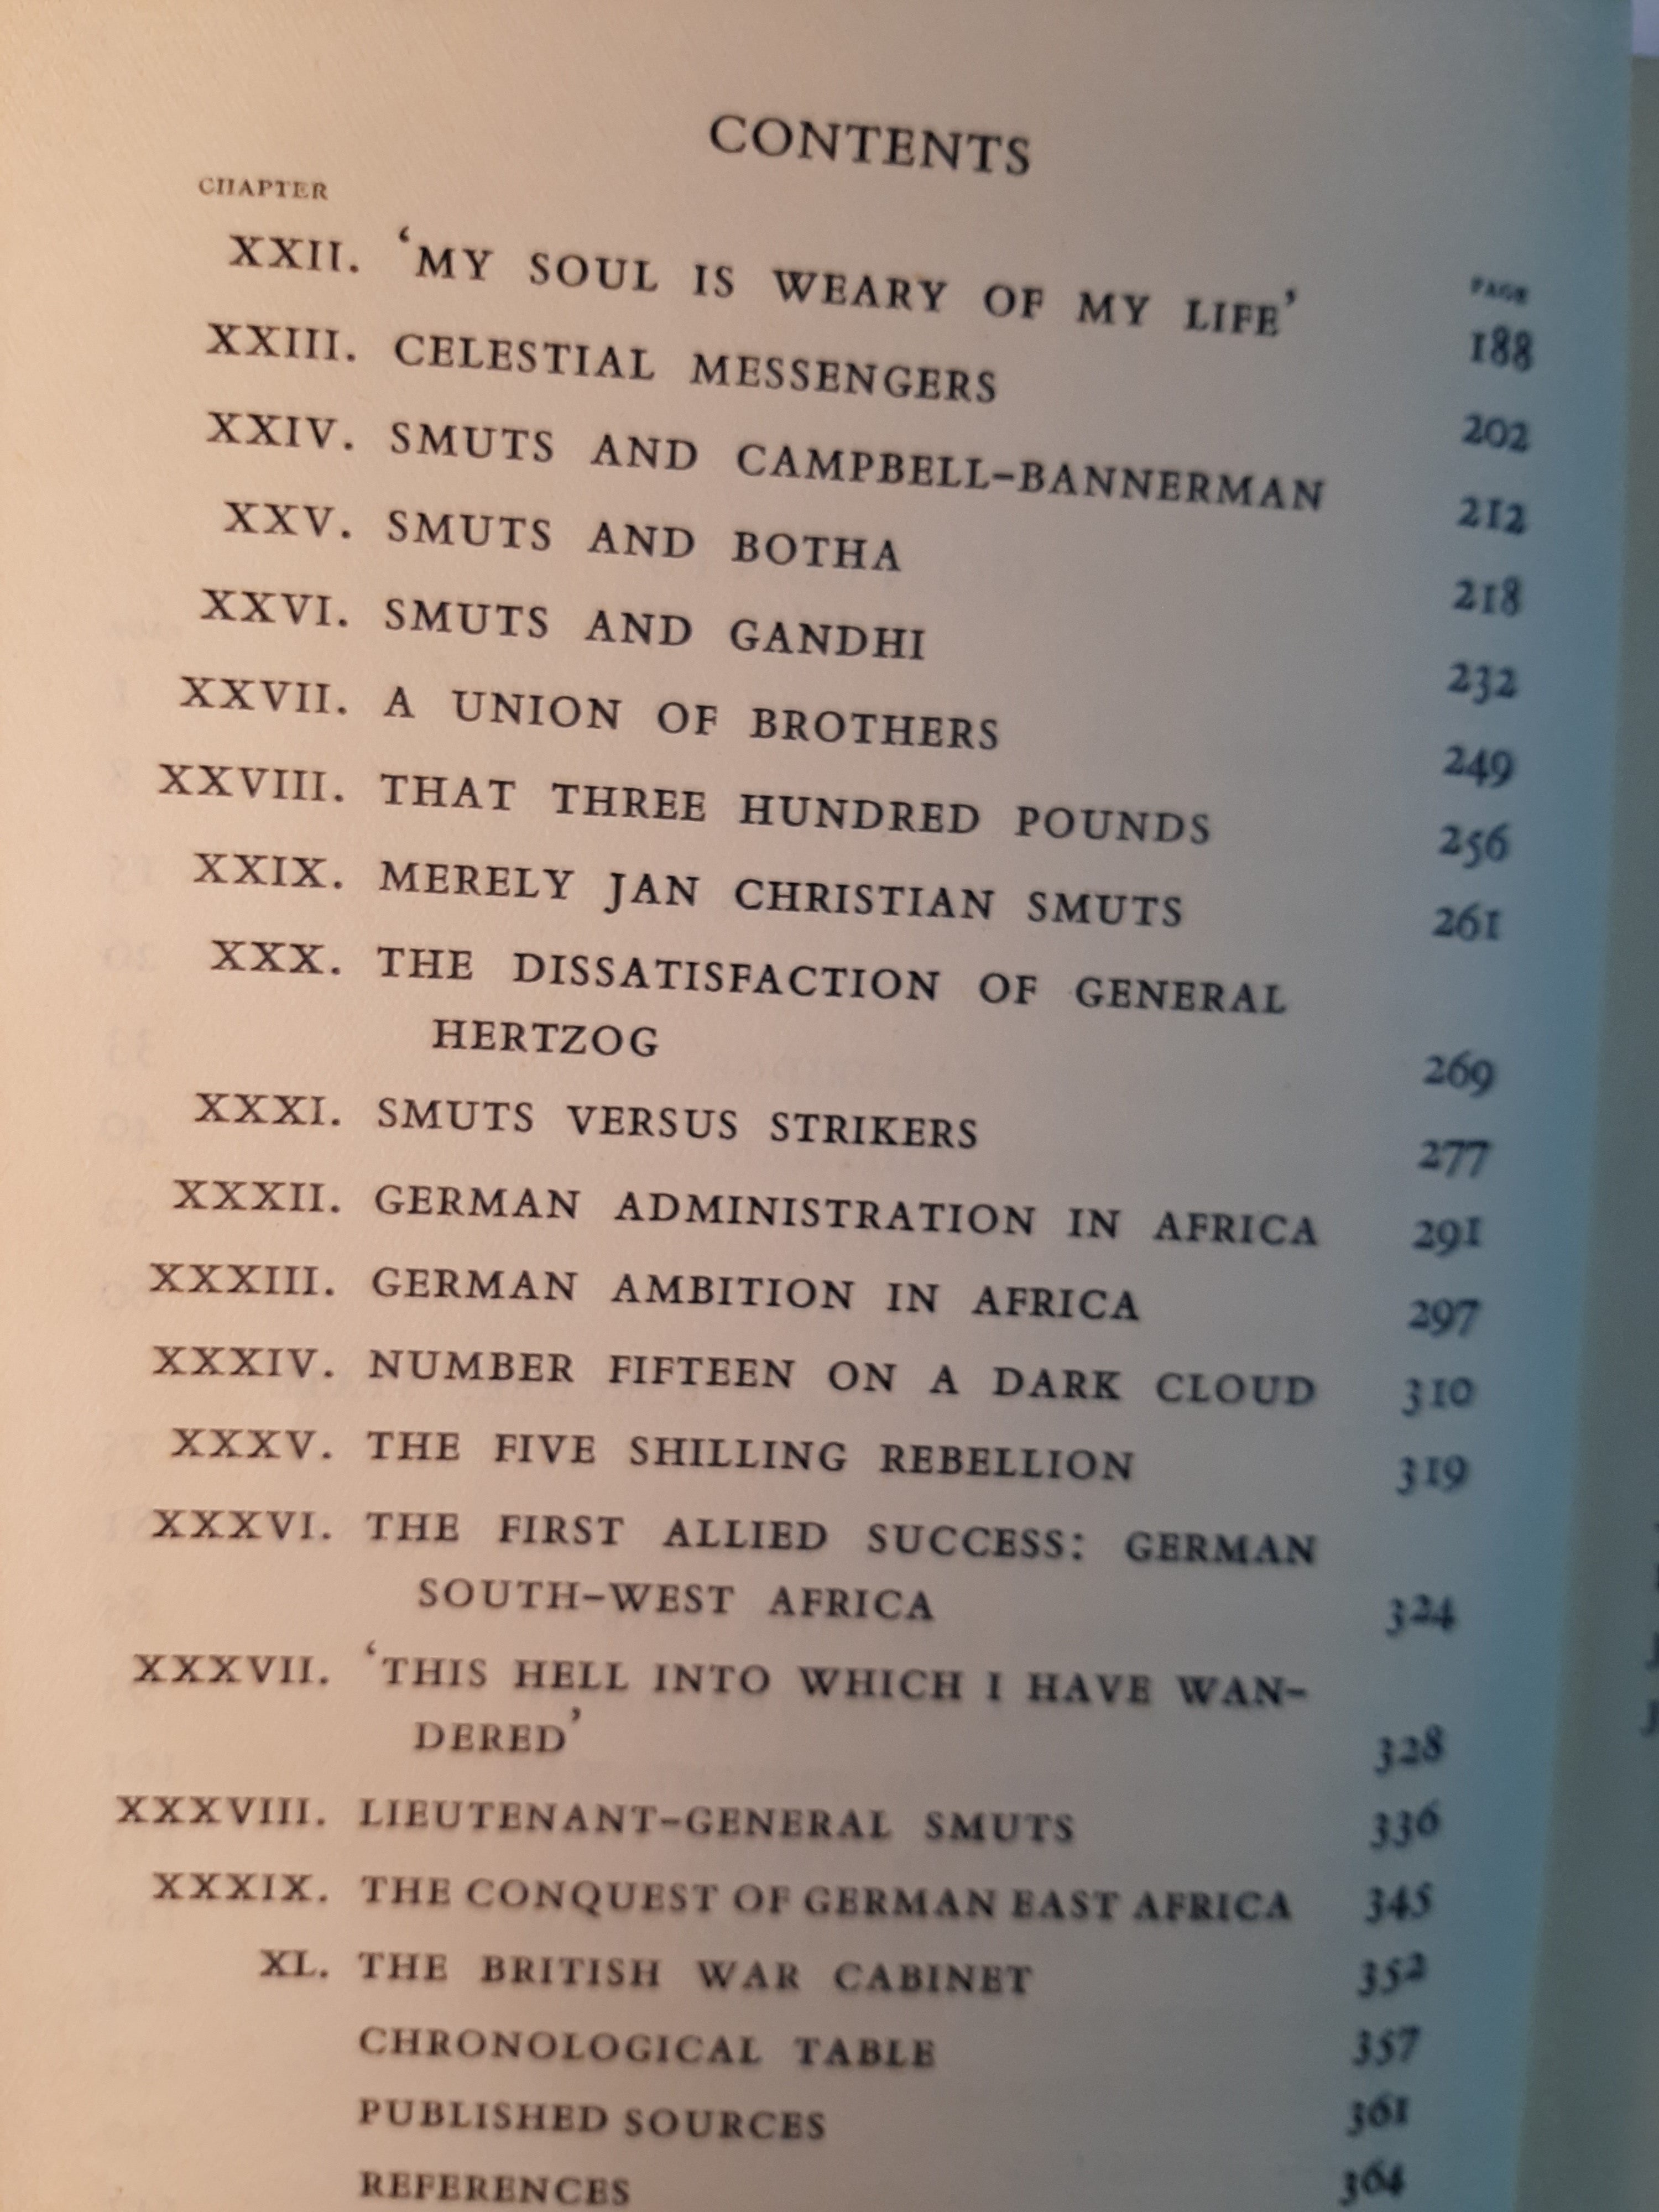 CONTENTS
CHAPTER
PAGE
XXII. ‘MY SOUL IS WEARY OF MY LIFE’ 188
XXIII. CELESTIAL MESSENGERS 202
XXIV. SMUTS AND CAMPBELL-BANNERMAN 212
XXV. SMUTS AND BOTHA 218
XXVI. SMUTS AND GANDHI 232
XXVII. A UNION OF BROTHERS 249
XXVIII. THAT THREE HUNDRED POUNDS 256
XXIX. MERELY JAN CHRISTIAN SMUTS 261
XXX. THE DISSATISFACTION OF GENERAL
HERTZOG 269
XXXI. SMUTS VERSUS STRIKERS 277
XXXII. GERMAN ADMINISTRATION IN AFRICA 291
XXXIII. GERMAN AMBITION IN AFRICA 297
XXXIV. NUMBER FIFTEEN ON A DARK CLOUD 310
XXXV. THE FIVE SHILLING REBELLION 319
XXXVI. THE FIRST ALLIED SUCCESS: GERMAN
SOUTH-WEST AFRICA 324
XXXVII. ‘THIS HELL INTO WHICH I HAVE WAN-
DERED’ 328
XXXVIII. LIEUTENANT-GENERAL SMUTS 336
XXXIX. THE CONQUEST OF GERMAN EAST AFRICA 345
XL. THE BRITISH WAR CABINET 352
CHRONOLOGICAL TABLE 357
PUBLISHED SOURCES 361
REFERENCES 364